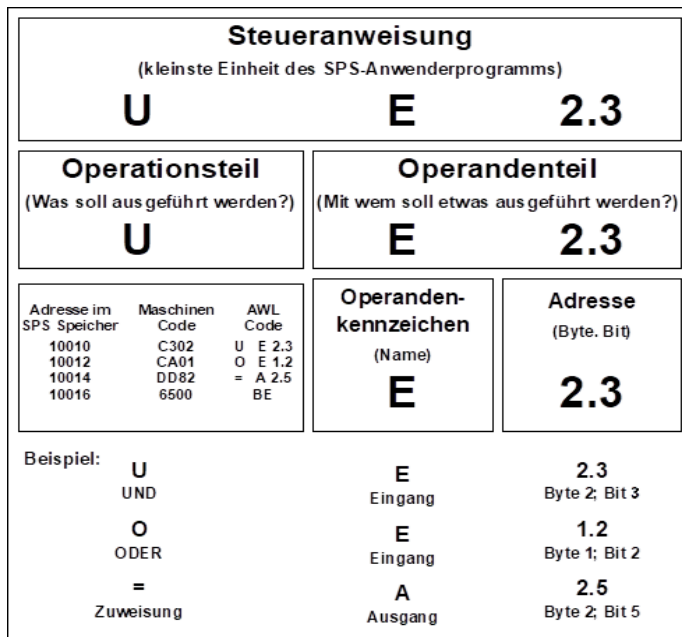 Steueranweisung
(kleinste Einheit des SPS-Anwenderprogramms)
U E 2.3
Operationsteil
(Was soll ausgeführt werden?)
U
Operandenteil
(Mit wem soll etwas ausgeführt werden?)
E 2.3
Adresse im Maschinen AWL
SPS Speicher Code Code
10010 C302 U E 2.3
10012 CA01 O E 1.2
10014 DD82 = A 2.5
10016 6500 BE
Operanden-
kennzeichen
(Name)
E
Adresse
(Byte. Bit)
2.3
Beispiel:
U E 2.3
UND Eingang Byte 2; Bit 3
O E 1.2
ODER Eingang Byte 1; Bit 2
= A 2.5
Zuweisung Ausgang Byte 2; Bit 5